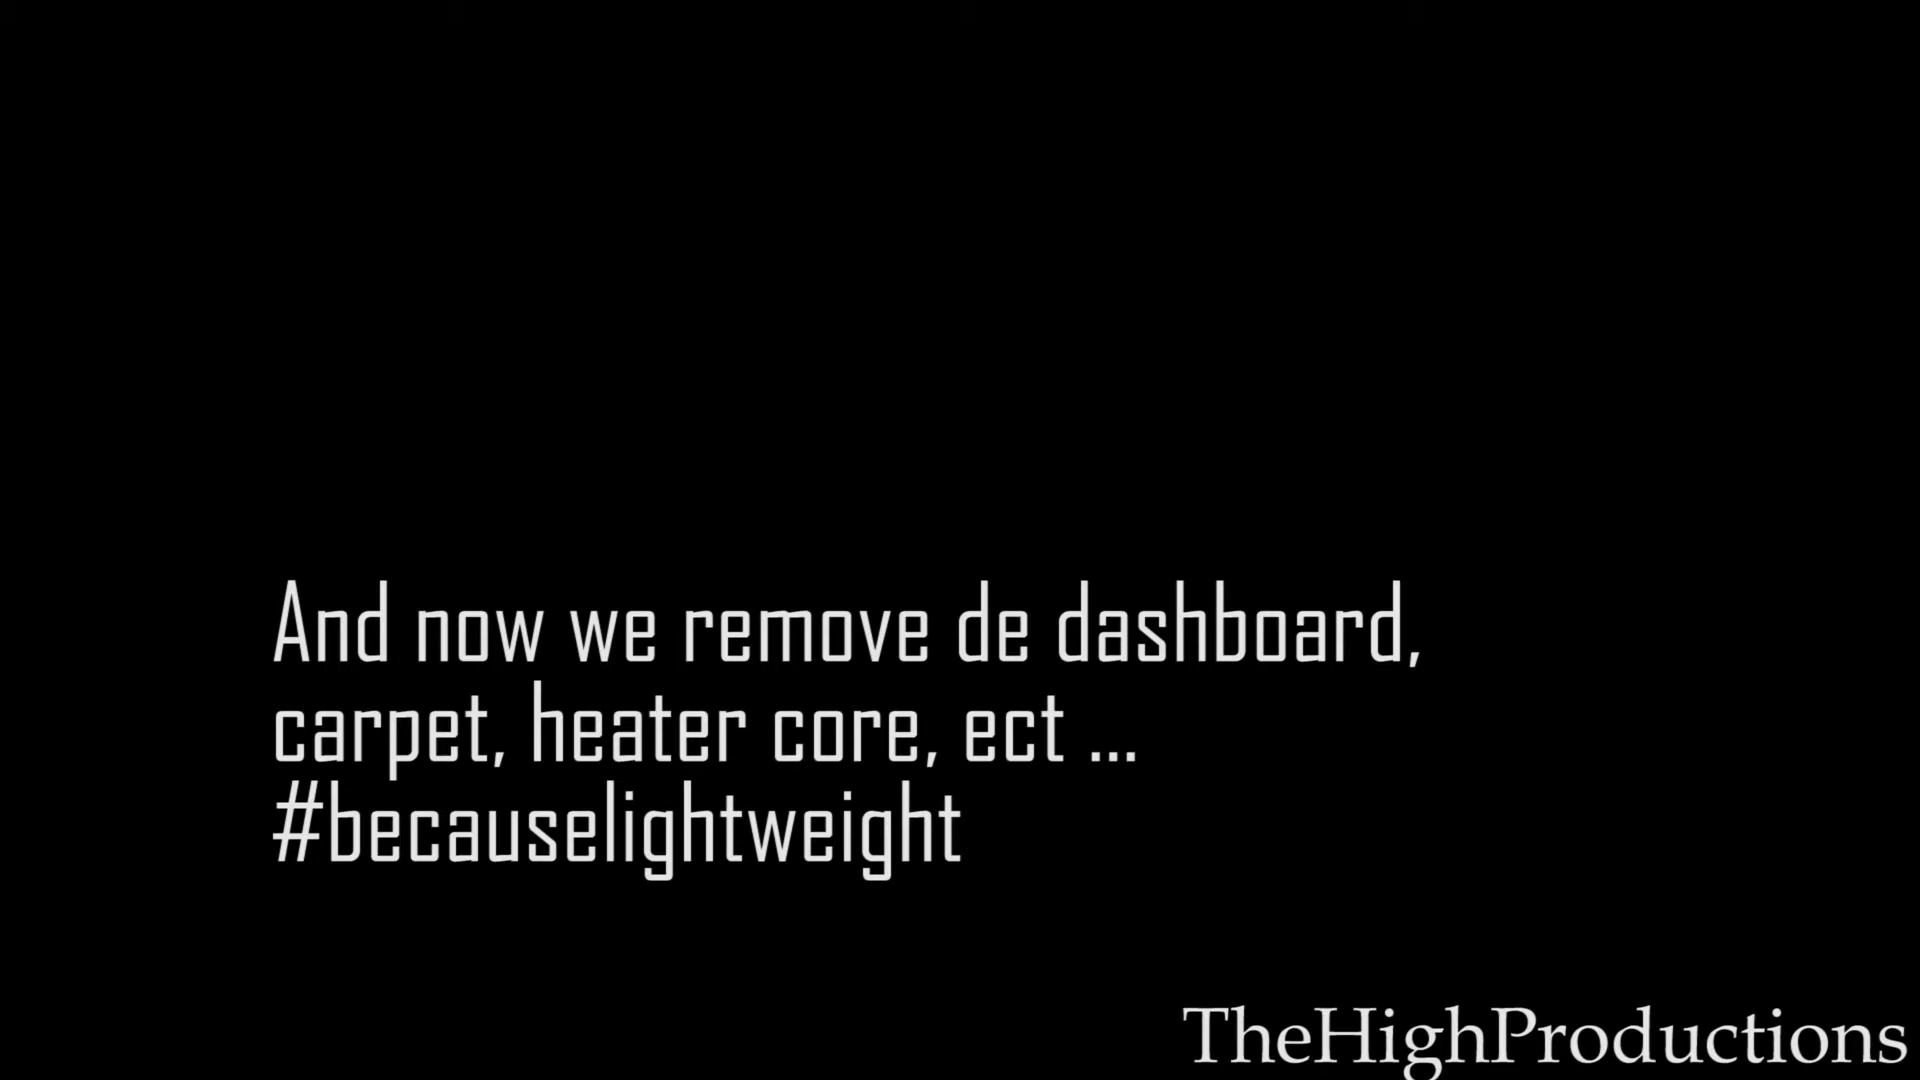 And now we remove de dashboard,
carpet, heater core, ect ...
#becauselightweight
TheHighProductions